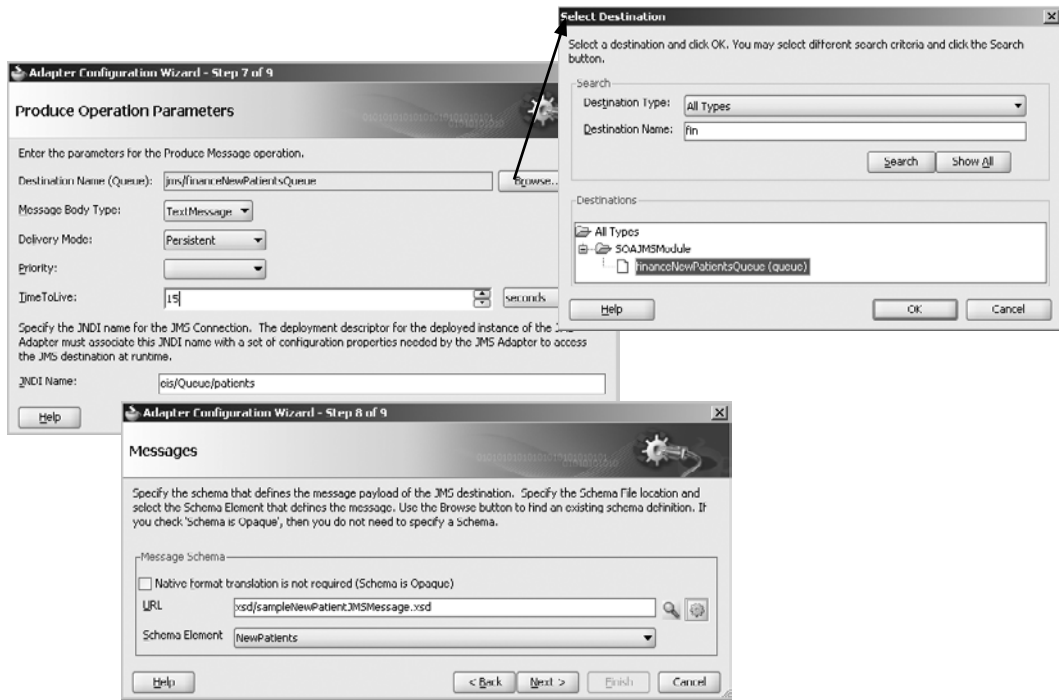 Adapter Configuration Wizard - Step 7 of 9
Produce Operation Parameters
Enter the parameters for the Produce Message operation.
Destination Name (Queue): jms/financeNewPatientsQueue Browse...
Message Body Type: TextMessage
Delivery Mode: Persistent
Priority:
TimeToLive: 15 seconds
Specify the JNDI name for the JMS Connection. The deployment descriptor for the deployed instance of the JMS
Adapter must associate this JNDI name with a set of configuration properties needed by the JMS Adapter to access
the JMS destination at runtime.
JNDI Name: eis/Queue/patients
Help
Select Destination
Select a destination and click OK. You may select different search criteria and click the Search
button.
Search
Destination Type: All Types
Destination Name: fin
Search Show All
Destinations
All Types
SOAJMSModule
financeNewPatientsQueue (queue)
Help OK Cancel
Adapter Configuration Wizard - Step 8 of 9
Messages
Specify the schema that defines the message payload of the JMS destination. Specify the Schema File location and
select the Schema Element that defines the message. Use the Browse button to find an existing schema definition. If
you check 'Schema is Opaque', then you do not need to specify a Schema.
Message Schema
Native format translation is not required (Schema is Opaque)
URL xsd/sampleNewPatientJMSMessage.xsd
Schema Element NewPatients
Help < Back Next > Finish Cancel